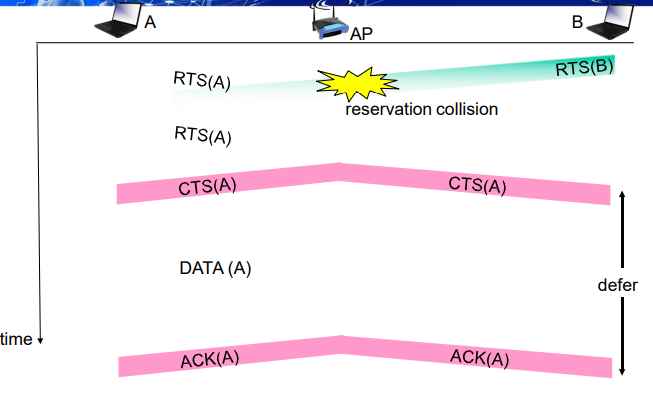 A
AP
B
RTS(A)
RTS(B)
reservation collision
RTS(A)
CTS(A)
CTS(A)
DATA (A)
defer
time
ACK(A)
ACK(A)